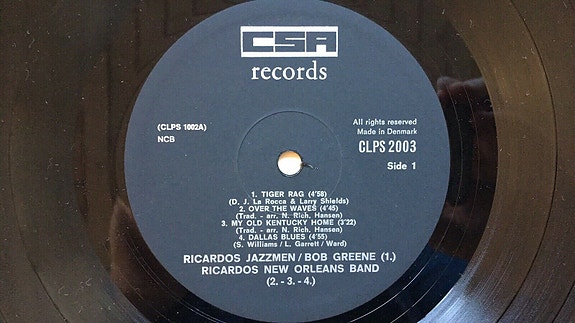 CSA
records
(CLPS 1002A)
NCB
All rights reserved
Made in Denmark
CLPS 2003
Side 1
1. TIGER RAG (4'58)
(D. J. La Rocca & Larry Shields)
2. OVER THE WAVES (4'45)
(Trad. - arr. N. Rich. Hansen)
3. MY OLD KENTUCKY HOME (3'22)
(Trad. - arr. N. Rich. Hansen)
4. DALLAS BLUES (4'55)
(S. Williams / L. Garrett / Ward)
RICARDOS JAZZMEN / BOB GREENE (1.)
RICARDOS NEW ORLEANS BAND
(2. - 3. - 4.)